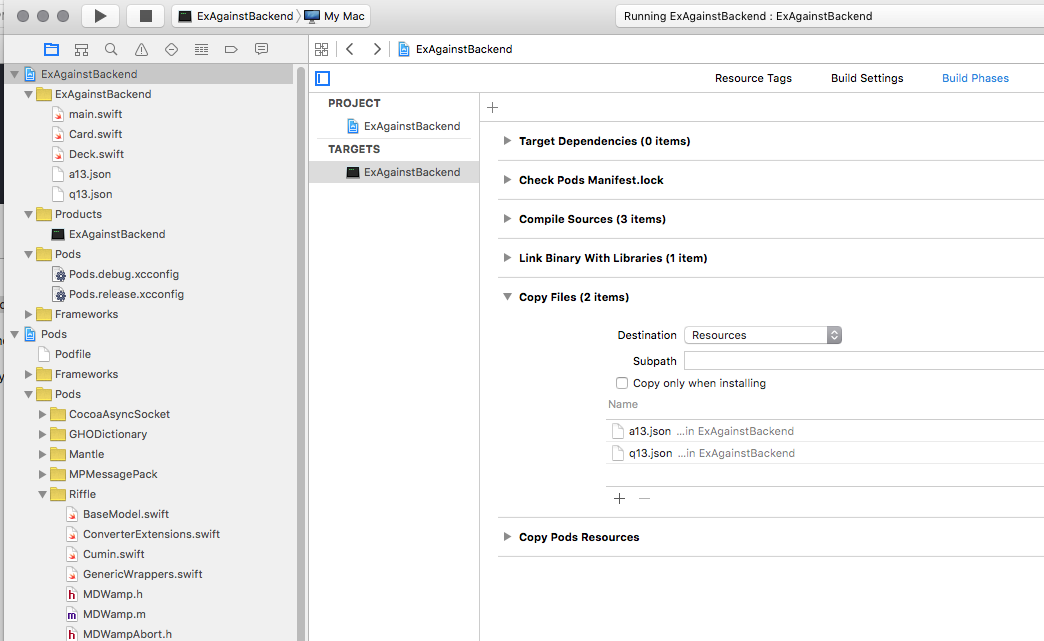 ExAgainstBackend
My Mac
Running ExAgainstBackend : ExAgainstBackend
ExAgainstBackend
ExAgainstBackend
main.swift
Card.swift
Deck.swift
a13.json
q13.json
Products
ExAgainstBackend
Pods
Pods.debug.xcconfig
Pods.release.xcconfig
Frameworks
Pods
Podfile
Frameworks
Pods
CocoaAsyncSocket
GHODictionary
Mantle
MPMessagePack
Riffle
BaseModel.swift
ConverterExtensions.swift
Cumin.swift
GenericWrappers.swift
h MDWamp.h
m MDWamp.m
h MDWampAbort.h
ExAgainstBackend
Resource Tags
Build Settings
Build Phases
PROJECT
ExAgainstBackend
TARGETS
ExAgainstBackend
Target Dependencies (0 items)
Check Pods Manifest.lock
Compile Sources (3 items)
Link Binary With Libraries (1 item)
Copy Files (2 items)
Destination Resources
Subpath
Copy only when installing
Name
a13.json ...in ExAgainstBackend
q13.json ...in ExAgainstBackend
Copy Pods Resources